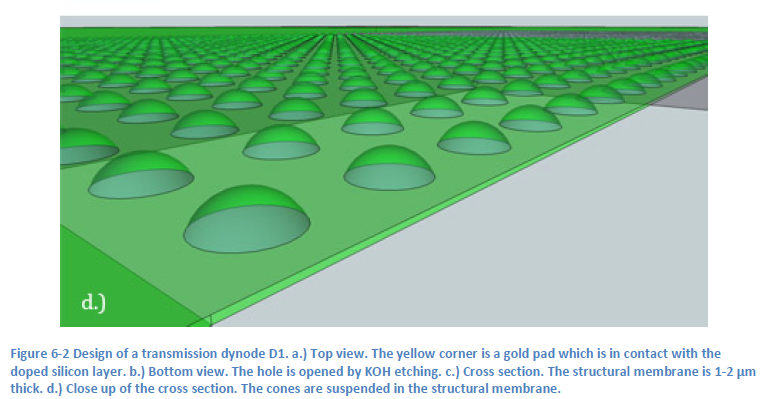 d.)
Figure 6-2 Design of a transmission dynode D1. a.) Top view. The yellow corner is a gold pad which is in contact with the
doped silicon layer. b.) Bottom view. The hole is opened by KOH etching. c.) Cross section. The structural membrane is 1-2 μm
thick. d.) Close up of the cross section. The cones are suspended in the structural membrane.